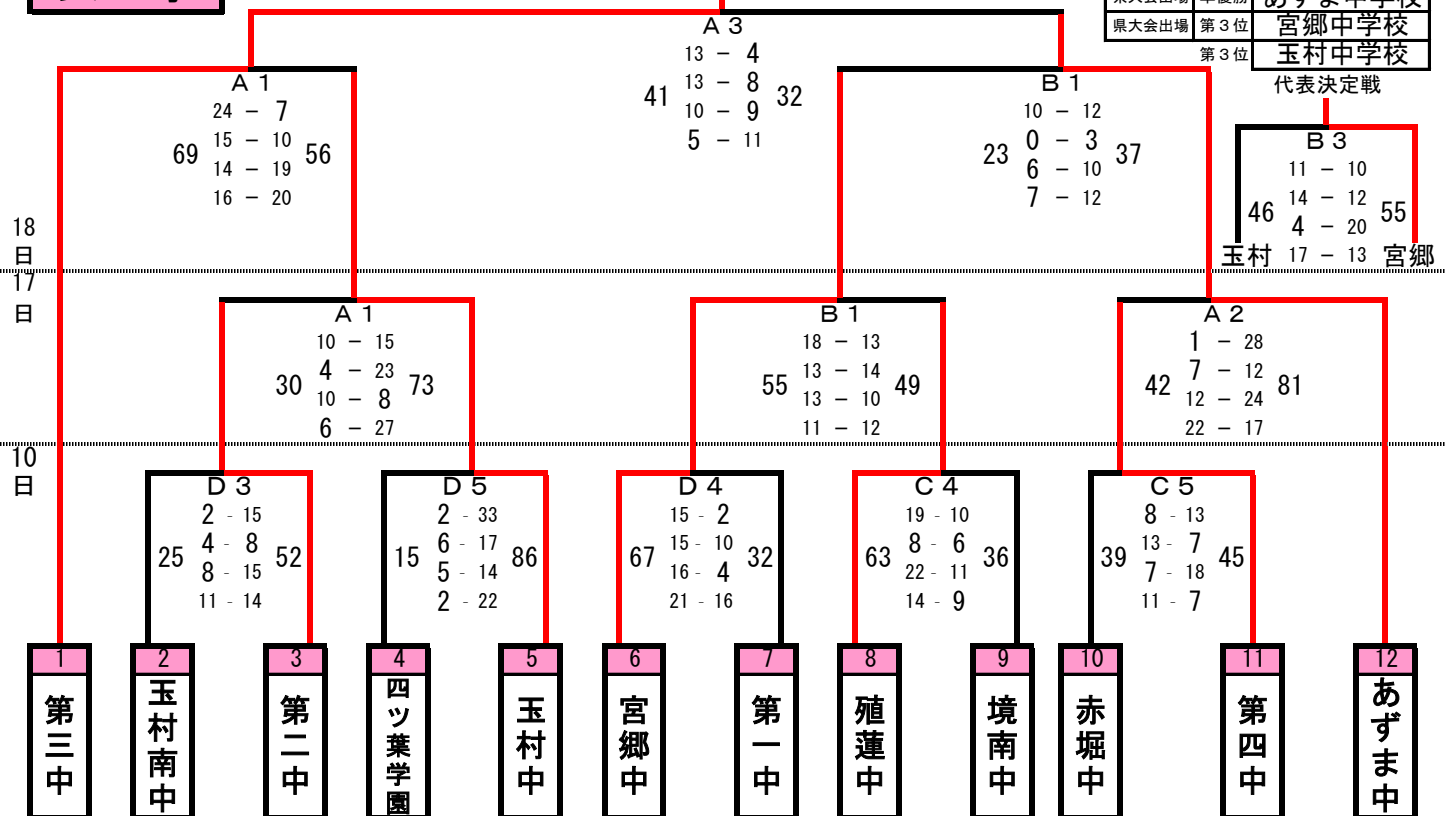 県大会出場 準優勝 あずま中学校
県大会出場 第3位 宮郷中学校
第3位 玉村中学校
代表決定戦
A3
13 - 4
13 - 8
10 - 9
5 - 11
41 32
A1
24 - 7
15 - 10
14 - 19
16 - 20
69 56
B1
10 - 12
0 - 3
6 - 10
7 - 12
23 37
B3
11 - 10
14 - 12
4 - 20
17 - 13
46 55
玉村 宮郷
18
日
17
日
A1
10 - 15
4 - 23
10 - 8
6 - 27
30 73
B1
18 - 13
13 - 14
13 - 10
11 - 12
55 49
A2
1 - 28
7 - 12
12 - 24
22 - 17
42 81
10
日
D3
2 - 15
4 - 8
8 - 15
11 - 14
25 52
D5
2 - 33
6 - 17
5 - 14
2 - 22
15 86
D4
15 - 2
15 - 10
16 - 4
21 - 16
67 32
C4
19 - 10
8 - 6
22 - 11
14 - 9
63 36
C5
8 - 13
13 - 7
7 - 18
11 - 7
39 45
1 第三中
2 玉村南中
3 第二中
4 四ツ葉学園
5 玉村中
6 宮郷中
7 第一中
8 殖蓮中
9 境南中
10 赤堀中
11 第四中
12 あずま中